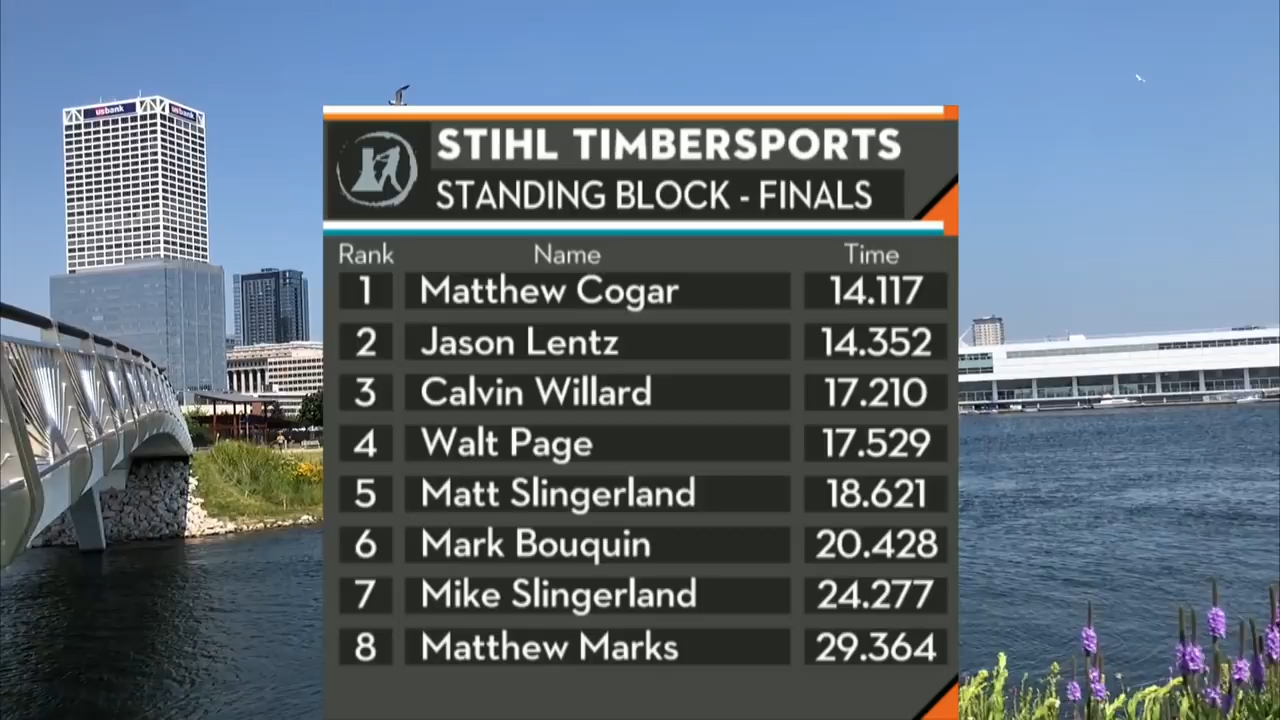 usbank usbank
STIHL TIMBERSPORTS
STANDING BLOCK - FINALS
Rank Name Time
1 Matthew Cogar 14.117
2 Jason Lentz 14.352
3 Calvin Willard 17.210
4 Walt Page 17.529
5 Matt Slingerland 18.621
6 Mark Bouquin 20.428
7 Mike Slingerland 24.277
8 Matthew Marks 29.364